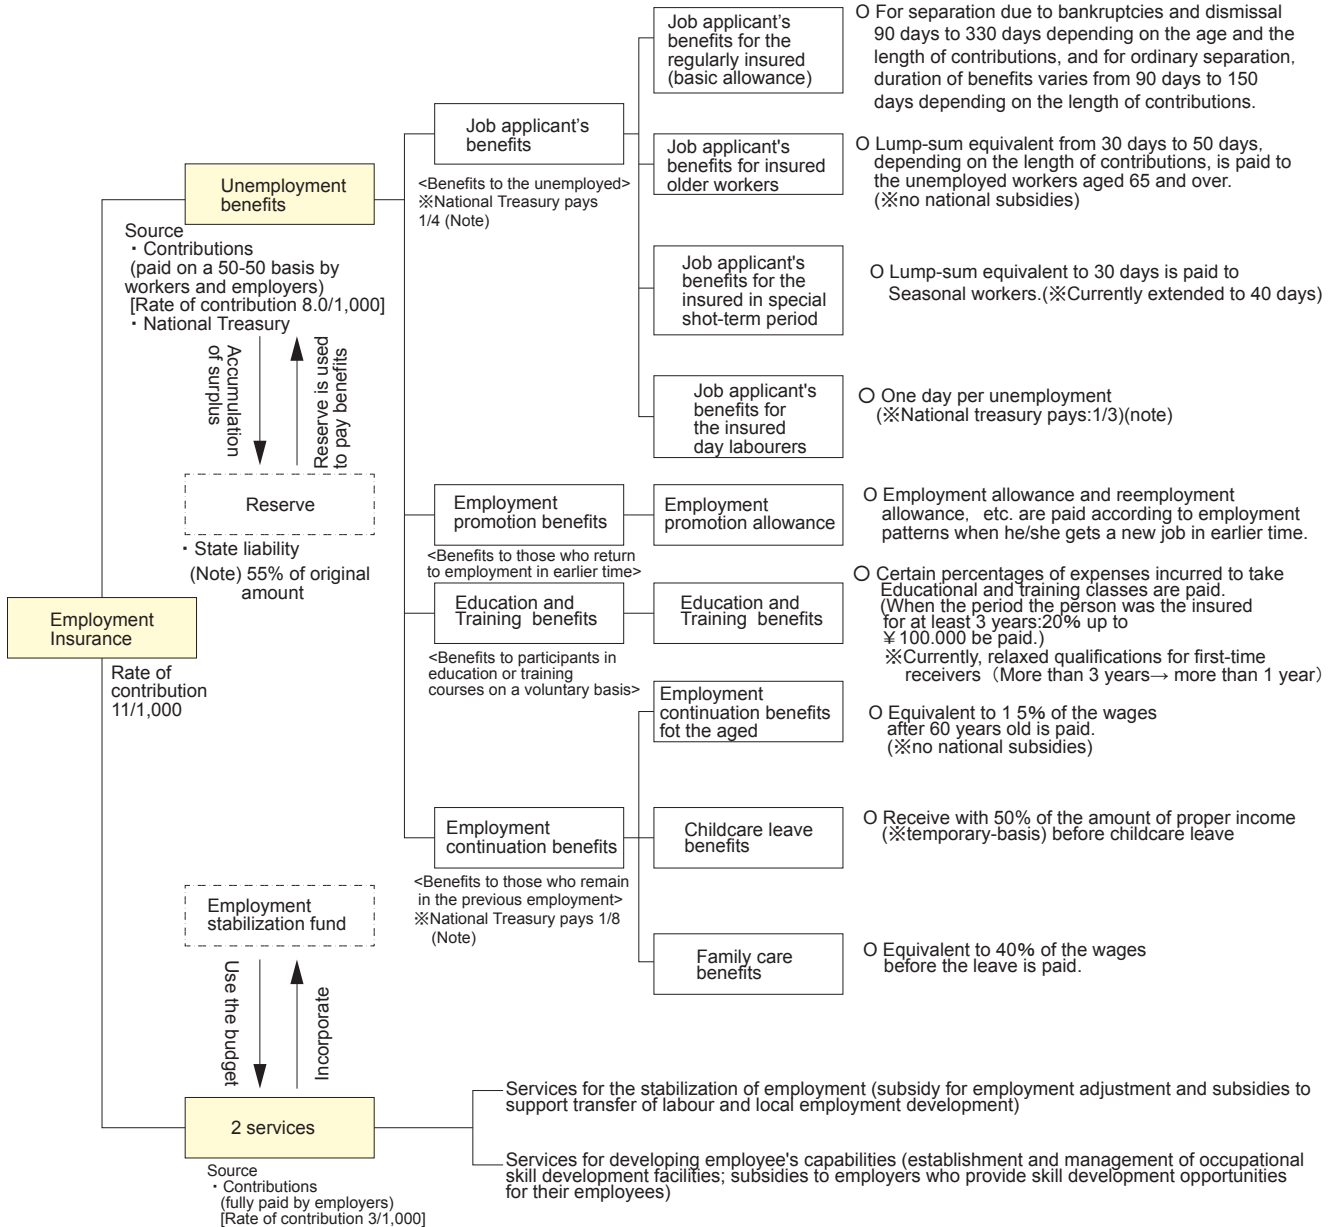 Job applicant's
benefits for the
regularly insured
(basic allowance)
O For separation due to bankruptcies and dismissal
90 days to 330 days depending on the age and the
length of contributions, and for ordinary separation,
duration of benefits varies from 90 days to 150
days depending on the length of contributions.
Job applicant's
benefits
<Benefits to the unemployed>
※National Treasury pays
1/4 (Note)
Job applicant's
benefits for insured
older workers
O Lump-sum equivalent from 30 days to 50 days,
depending on the length of contributions, is paid to
the unemployed workers aged 65 and over.
(※no national subsidies)
Unemployment
benefits
Source
・Contributions
(paid on a 50-50 basis by
workers and employers)
[Rate of contribution 8.0/1,000]
・National Treasury
Job applicant's
benefits for the
insured in special
shot-term period
O Lump-sum equivalent to 30 days is paid to
Seasonal workers.(※Currently extended to 40 days)
Accumulation
of surplus
Reserve is used
to pay benefits
Job applicant's
benefits for
the insured
day labourers
O One day per unemployment
(※National treasury pays:1/3)(note)
Reserve
・State liability
(Note) 55% of original
amount
Employment
promotion benefits
<Benefits to those who return
to employment in earlier time>
Employment
promotion allowance
O Employment allowance and reemployment
allowance, etc. are paid according to employment
patterns when he/she gets a new job in earlier time.
Education and
Training benefits
<Benefits to participants in
education or training
courses on a voluntary basis>
Education and
Training benefits
O Certain percentages of expenses incurred to take
Educational and training classes are paid.
(When the period the person was the insured
for at least 3 years:20% up to
¥100.000 be paid.)
※Currently, relaxed qualifications for first-time
receivers (More than 3 years→ more than 1 year)
Employment
Insurance
Rate of
contribution
11/1,000
Employment
continuation benefits
fot the aged
O Equivalent to 1 5% of the wages
after 60 years old is paid.
(※no national subsidies)
Employment
continuation benefits
<Benefits to those who remain
in the previous employment>
※National Treasury pays 1/8
(Note)
Childcare leave
benefits
O Receive with 50% of the amount of proper income
(※temporary-basis) before childcare leave
Family care
benefits
O Equivalent to 40% of the wages
before the leave is paid.
Employment
stabilization fund
Use the budget
Incorporate
2 services
Source
・Contributions
(fully paid by employers)
[Rate of contribution 3/1,000]
Services for the stabilization of employment (subsidy for employment adjustment and subsidies to
support transfer of labour and local employment development)
Services for developing employee's capabilities (establishment and management of occupational
skill development facilities; subsidies to employers who provide skill development opportunities
for their employees)